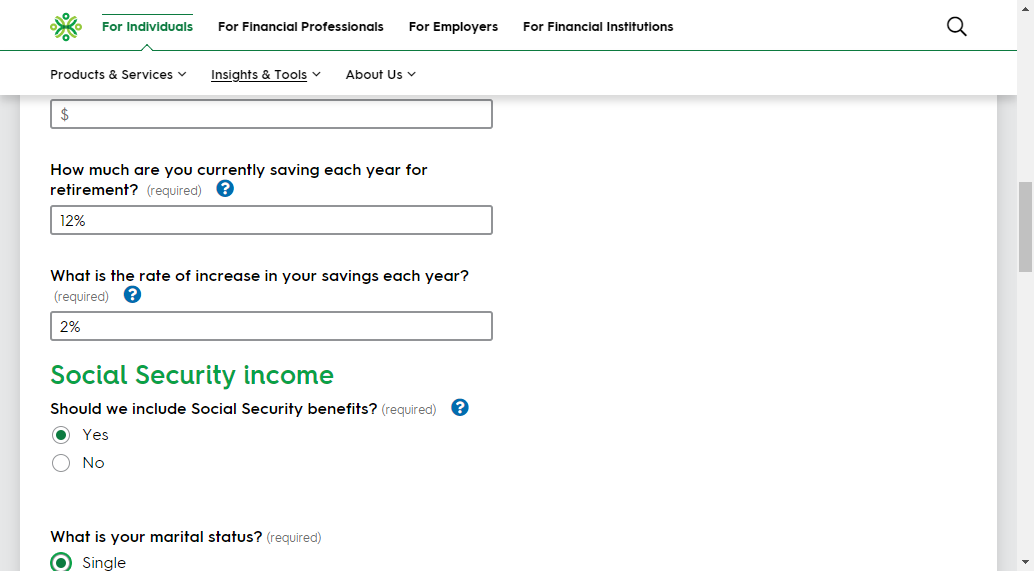 For Individuals For Financial Professionals For Employers For Financial Institutions
Products & Services Insights & Tools About Us
$
How much are you currently saving each year for
retirement? (required) ?
12%
What is the rate of increase in your savings each year?
(required) ?
2%
Social Security income
Should we include Social Security benefits? (required) ?
Yes
No
What is your marital status? (required)
Single